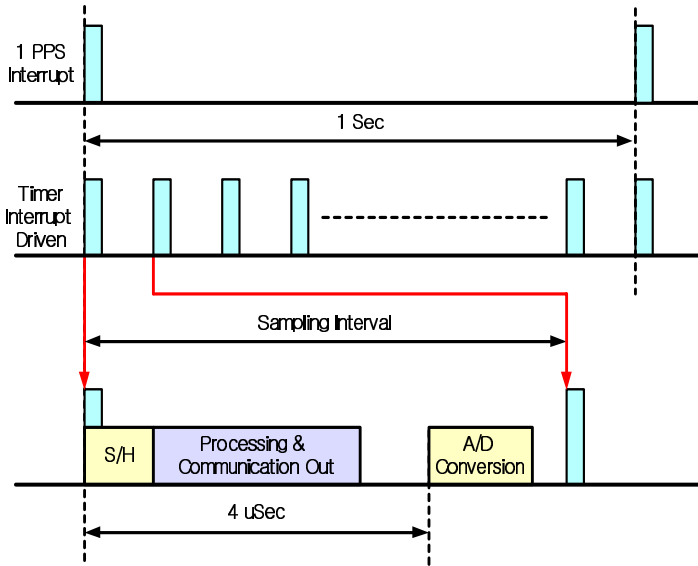 1 PPS
Interrupt
1 Sec
Timer
Interrupt
Driven
Sampling Interval
S/H
Processing &
Communication Out
A/D
Conversion
4 uSec